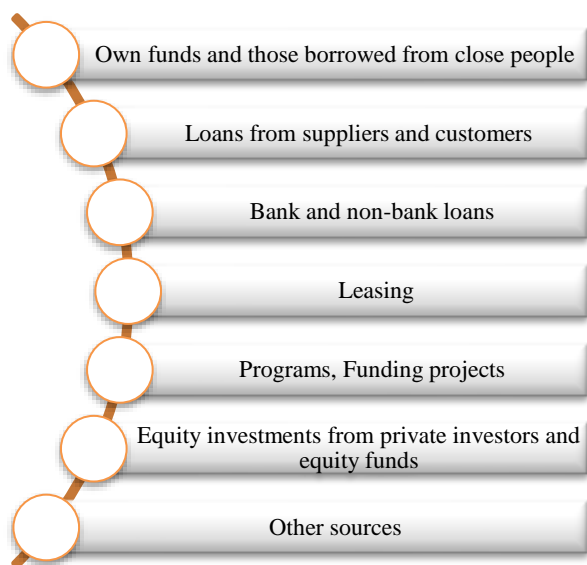 Own funds and those borrowed from close people
Loans from suppliers and customers
Bank and non-bank loans
Leasing
Programs, Funding projects
Equity investments from private investors and
equity funds
Other sources